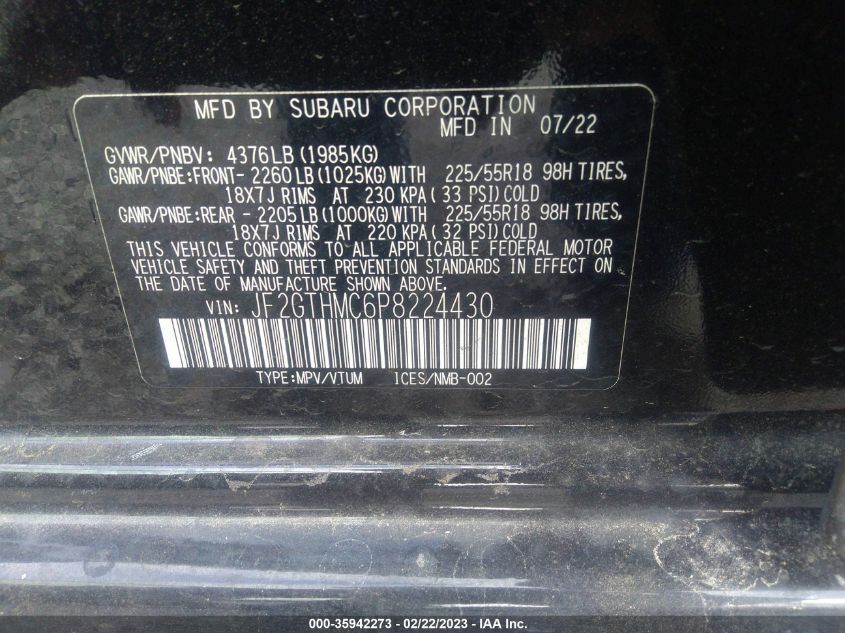 MFD BY SUBARU CORPORATION
MFD IN 07/22
GVWR/PNBV: 4376LB (1985KG)
GAWR/PNBE:FRONT- 2260LB (1025KG) WITH 225/55R18 98H TIRES,
18X7J RIMS AT 230 KPA( 33 PSI) COLD
GAWR/PNBE:REAR - 2205LB (1000KG) WITH 225/55R18 98H TIRES,
18X7J RIMS AT 220 KPA( 32 PSI) COLD
THIS VEHICLE CONFORMS TO ALL APPLICABLE FEDERAL MOTOR
VEHICLE SAFETY AND THEFT PREVENTION STANDARDS IN EFFECT ON
THE DATE OF MANUFACTURE SHOWN ABOVE.
VIN: JF2GTHMC6P8224430
TYPE:MPV/VTUM ICES/NMB-002
000-35942273 - 02/22/2023 - IAA Inc.